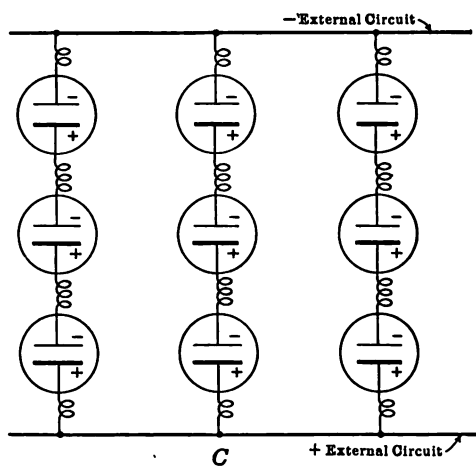 − External Circuit
− − −
+ + +
− − −
+ + +
− − −
+ + +
+ External Circuit
C